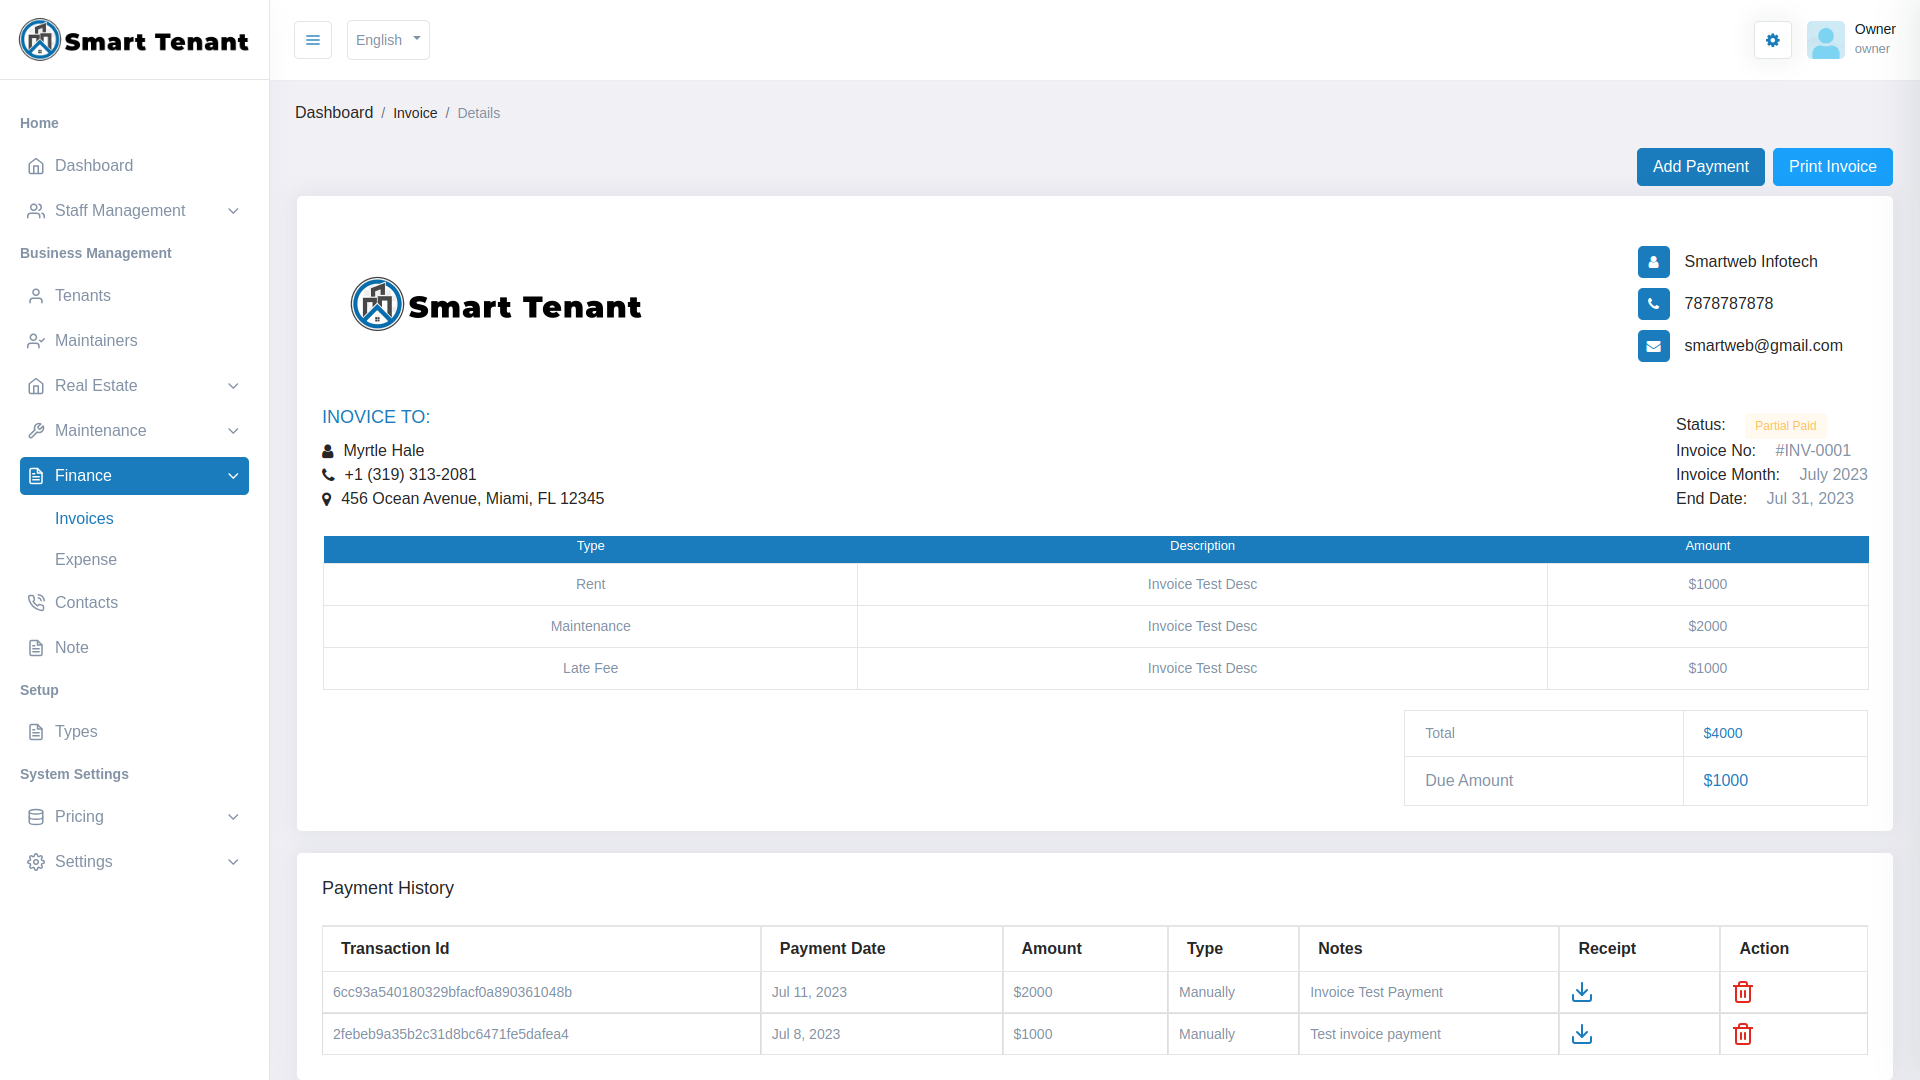 Smart Tenant
English
Owner
owner
Home
Dashboard
Staff Management
Business Management
Tenants
Maintainers
Real Estate
Maintenance
Finance
Invoices
Expense
Contacts
Note
Setup
Types
System Settings
Pricing
Settings
Dashboard / Invoice / Details
Add Payment Print Invoice
Smart Tenant
Smartweb Infotech
7878787878
smartweb@gmail.com
INOVICE TO:
Myrtle Hale
+1 (319) 313-2081
456 Ocean Avenue, Miami, FL 12345
Status: Partial Paid
Invoice No: #INV-0001
Invoice Month: July 2023
End Date: Jul 31, 2023
Type Description Amount
Rent Invoice Test Desc $1000
Maintenance Invoice Test Desc $2000
Late Fee Invoice Test Desc $1000
Total $4000
Due Amount $1000
Payment History
Transaction Id Payment Date Amount Type Notes Receipt Action
6cc93a540180329bfacf0a890361048b Jul 11, 2023 $2000 Manually Invoice Test Payment
2febeb9a35b2c31d8bc6471fe5dafea4 Jul 8, 2023 $1000 Manually Test invoice payment